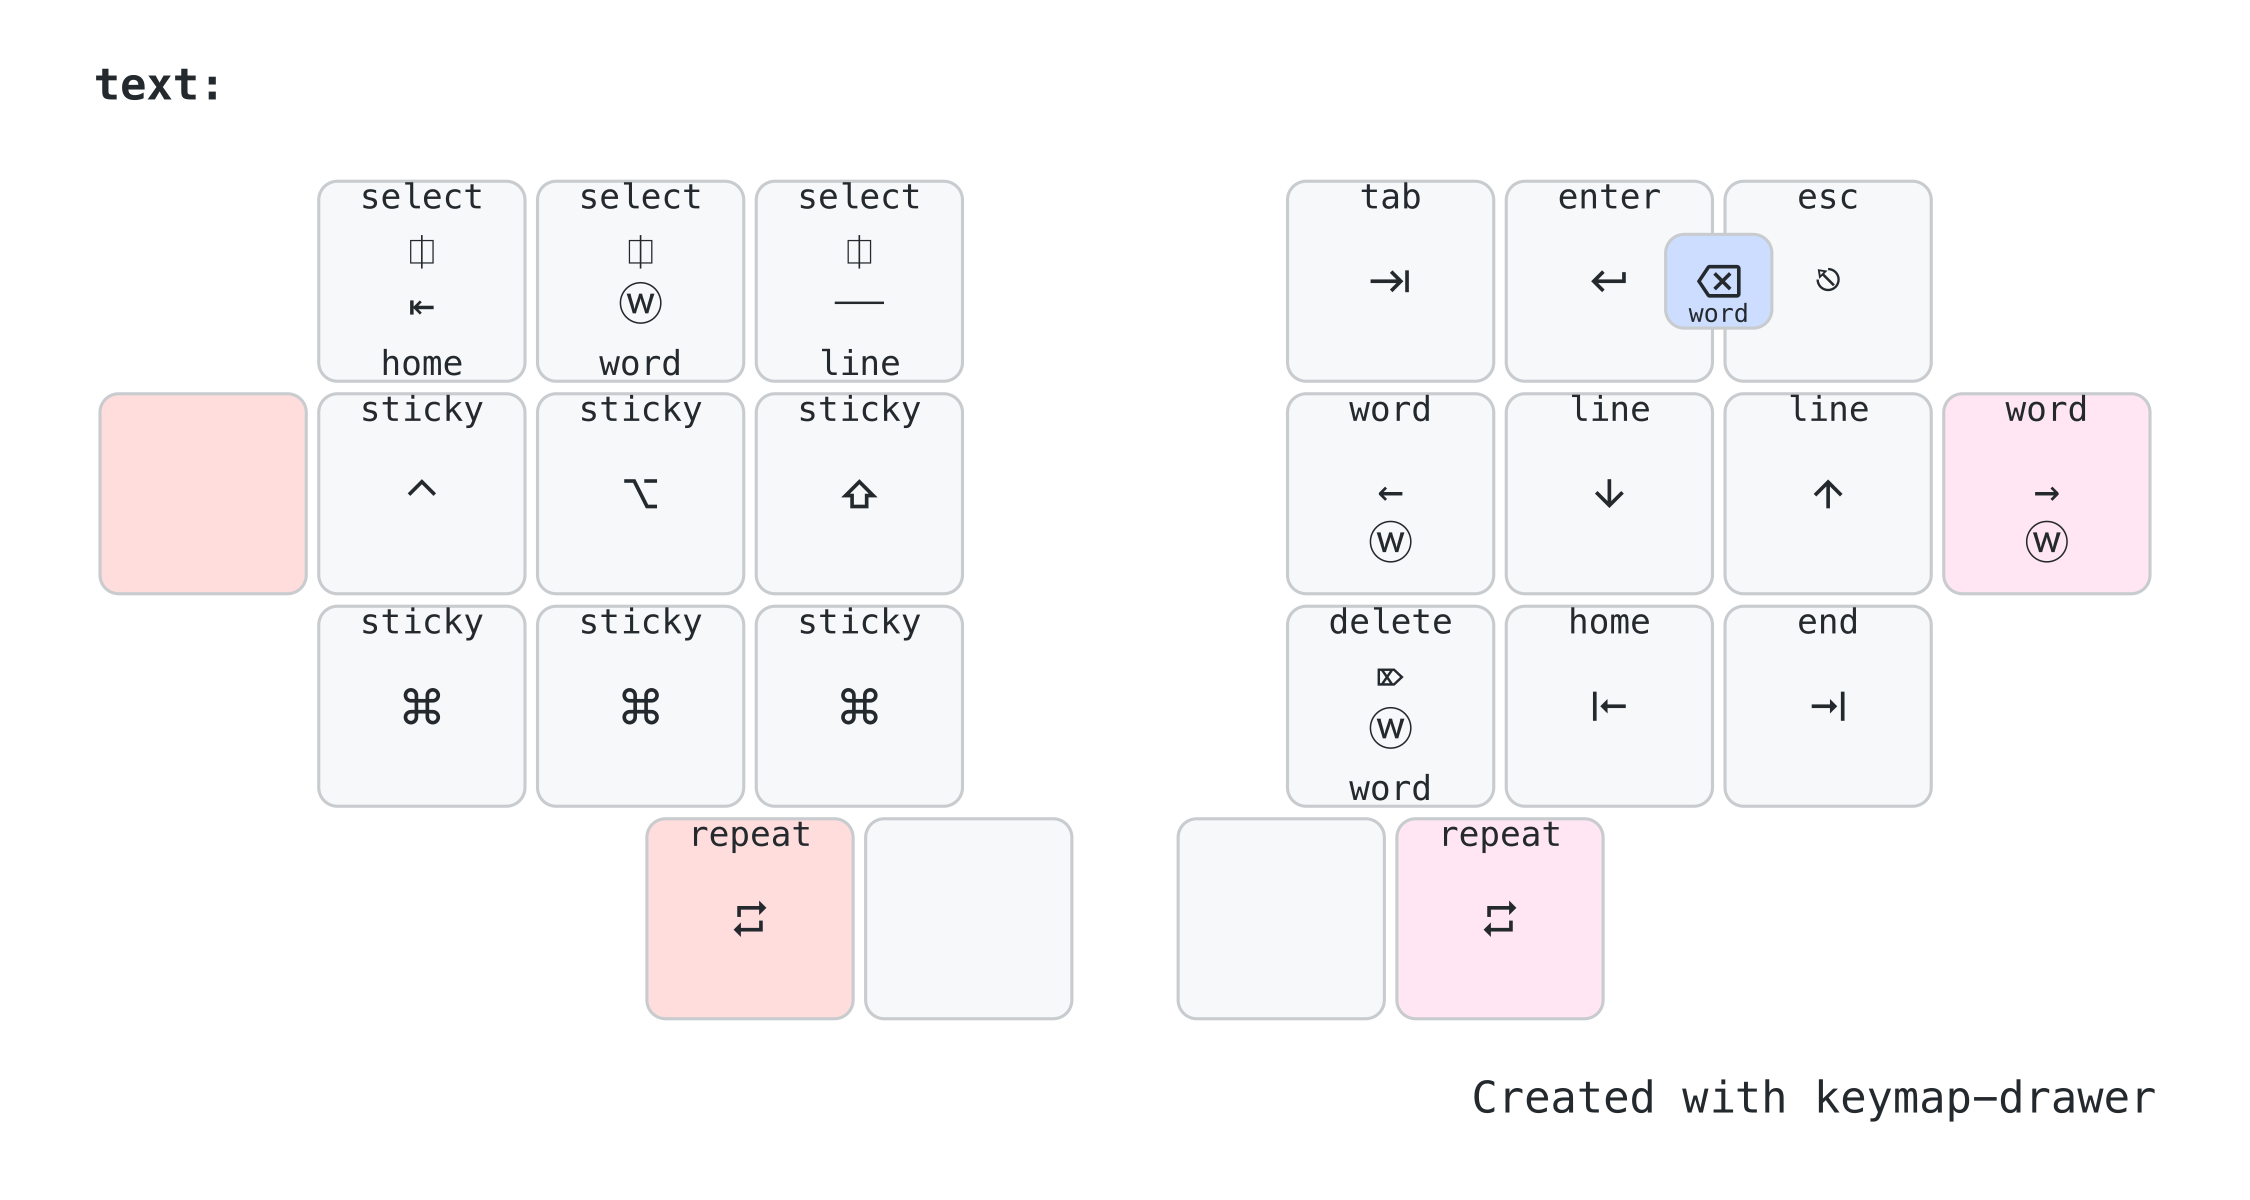 text:
select select select tab enter esc
⇤ Ⓦ — →| ↵ ⌫ ⎋
word
home word line
sticky sticky sticky word line line word
^ ⌥ ⇧ ← ↓ ↑ →
Ⓦ Ⓦ
sticky sticky sticky delete home end
⌦
⌘ ⌘ ⌘ Ⓦ |← →|
word
repeat repeat
Created with keymap-drawer